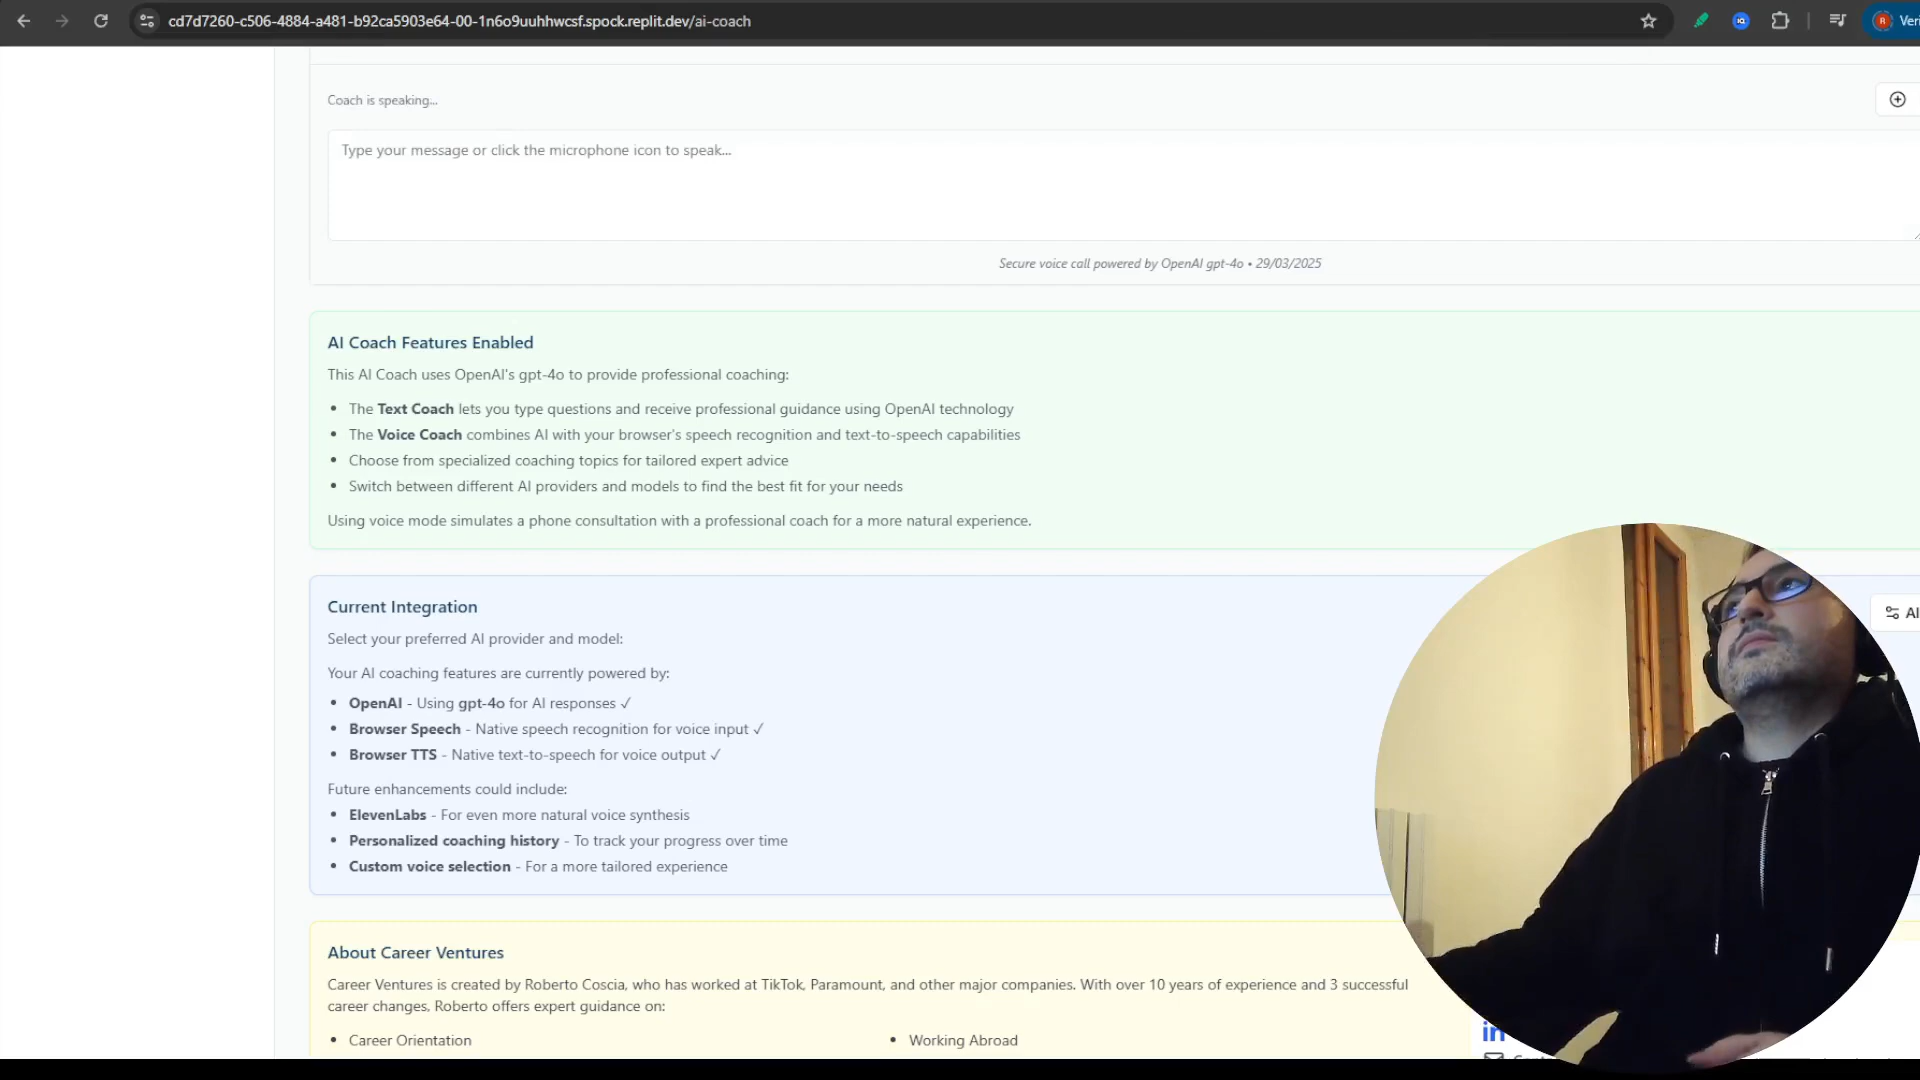 cd7d7260-c506-4884-a481-b92ca5903e64-00-1n6o9uuhhwcsf.spock.replit.dev/ai-coach
Coach is speaking...
Type your message or click the microphone icon to speak...
Secure voice call powered by OpenAI gpt-4o • 29/03/2025
AI Coach Features Enabled
This AI Coach uses OpenAI's gpt-4o to provide professional coaching:
• The Text Coach lets you type questions and receive professional guidance using OpenAI technology
• The Voice Coach combines AI with your browser's speech recognition and text-to-speech capabilities
• Choose from specialized coaching topics for tailored expert advice
• Switch between different AI providers and models to find the best fit for your needs
Using voice mode simulates a phone consultation with a professional coach for a more natural experience.
Current Integration
AI
Select your preferred AI provider and model:
Your AI coaching features are currently powered by:
• OpenAI - Using gpt-4o for AI responses ✓
• Browser Speech - Native speech recognition for voice input ✓
• Browser TTS - Native text-to-speech for voice output ✓
Future enhancements could include:
• ElevenLabs - For even more natural voice synthesis
• Personalized coaching history - To track your progress over time
• Custom voice selection - For a more tailored experience
About Career Ventures
Career Ventures is created by Roberto Coscia, who has worked at TikTok, Paramount, and other major companies. With over 10 years of experience and 3 successful
career changes, Roberto offers expert guidance on:
• Career Orientation
• Working Abroad
in